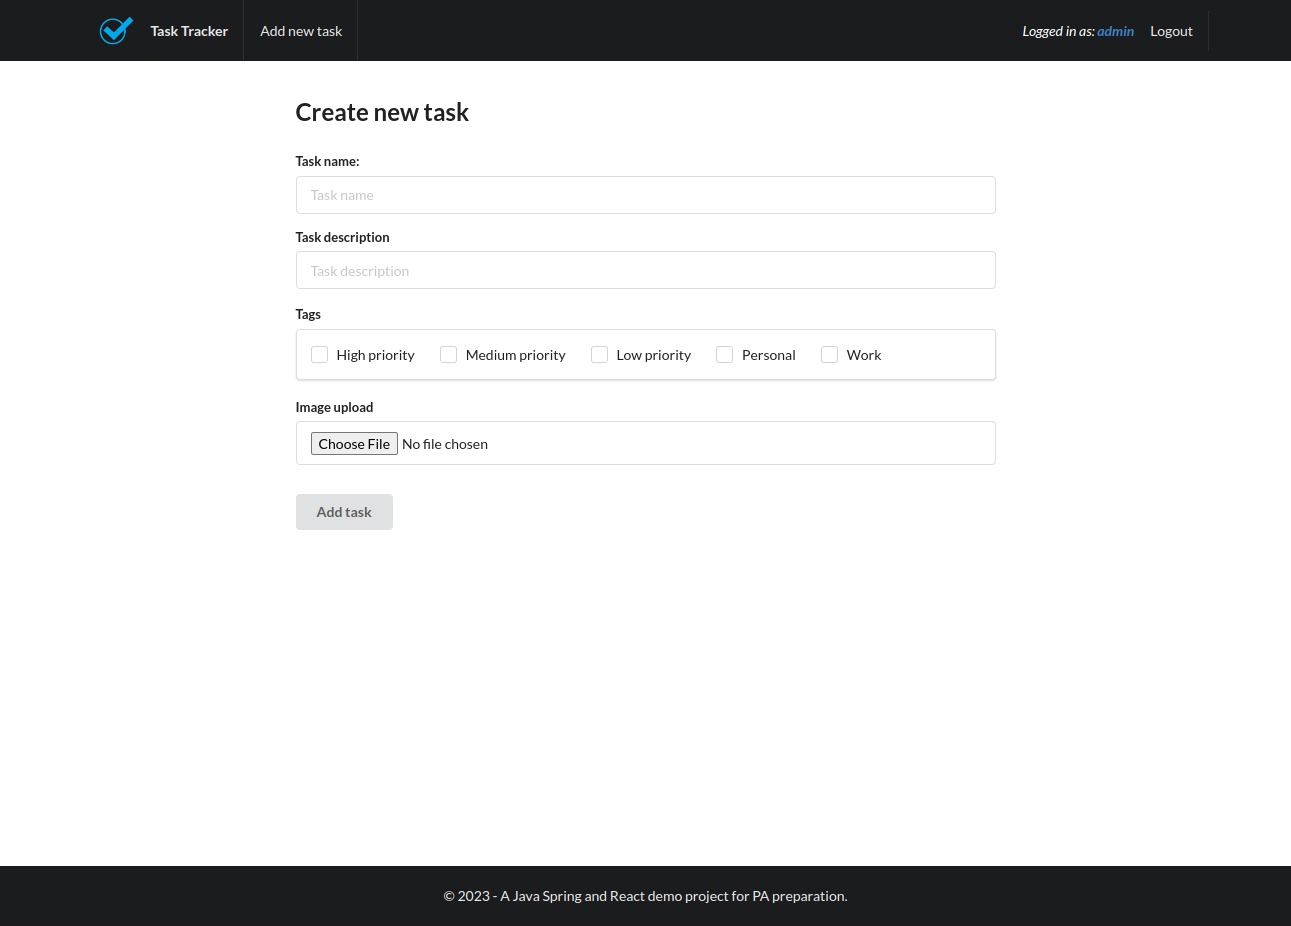 Task Tracker Add new task Logged in as: admin Logout
Create new task
Task name:
Task name
Task description
Task description
Tags
High priority Medium priority Low priority Personal Work
Image upload
Choose File No file chosen
Add task
© 2023 - A Java Spring and React demo project for PA preparation.